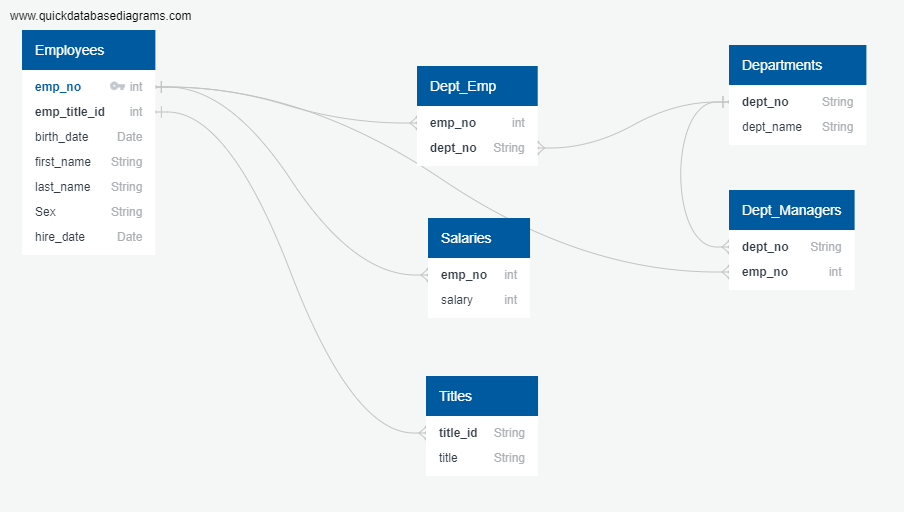 www.quickdatabasediagrams.com
Employees
emp_no int
emp_title_id int
birth_date Date
first_name String
last_name String
Sex String
hire_date Date
Dept_Emp
emp_no int
dept_no String
Salaries
emp_no int
salary int
Titles
title_id String
title String
Departments
dept_no String
dept_name String
Dept_Managers
dept_no String
emp_no int